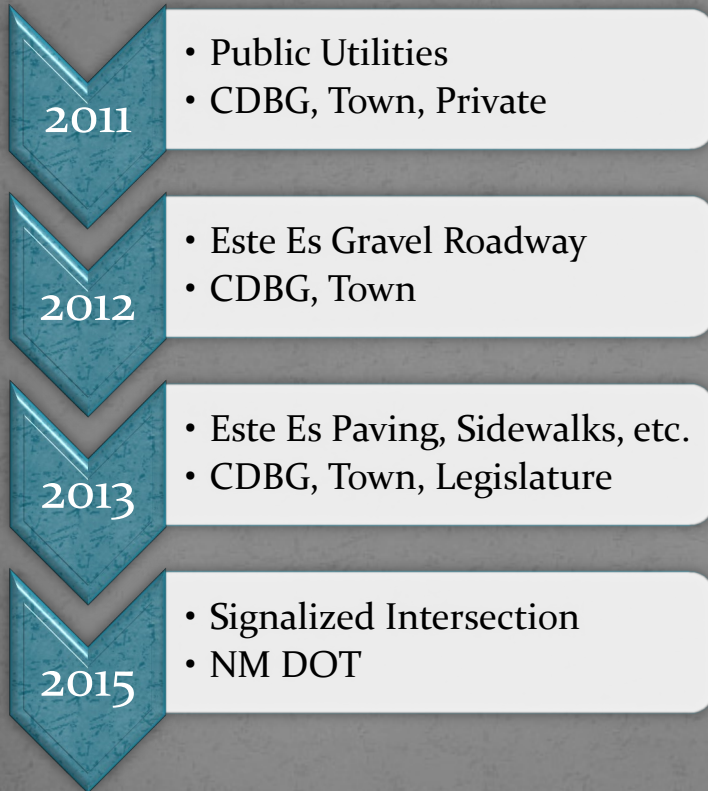 2011
• Public Utilities
• CDBG, Town, Private
2012
• Este Es Gravel Roadway
• CDBG, Town
2013
• Este Es Paving, Sidewalks, etc.
• CDBG, Town, Legislature
2015
• Signalized Intersection
• NM DOT